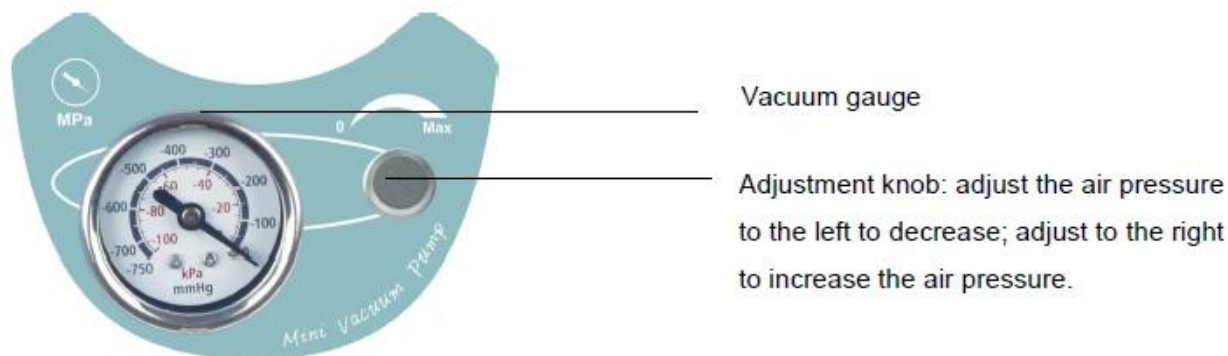 MPa
0
Max
-400
-300
-500
-200
-60
-40
-600
-80
-20
-100
-700
-100
0
-750
kPa
mmHg
Mini Vacuum Pump
Vacuum gauge
Adjustment knob: adjust the air pressure
to the left to decrease; adjust to the right
to increase the air pressure.